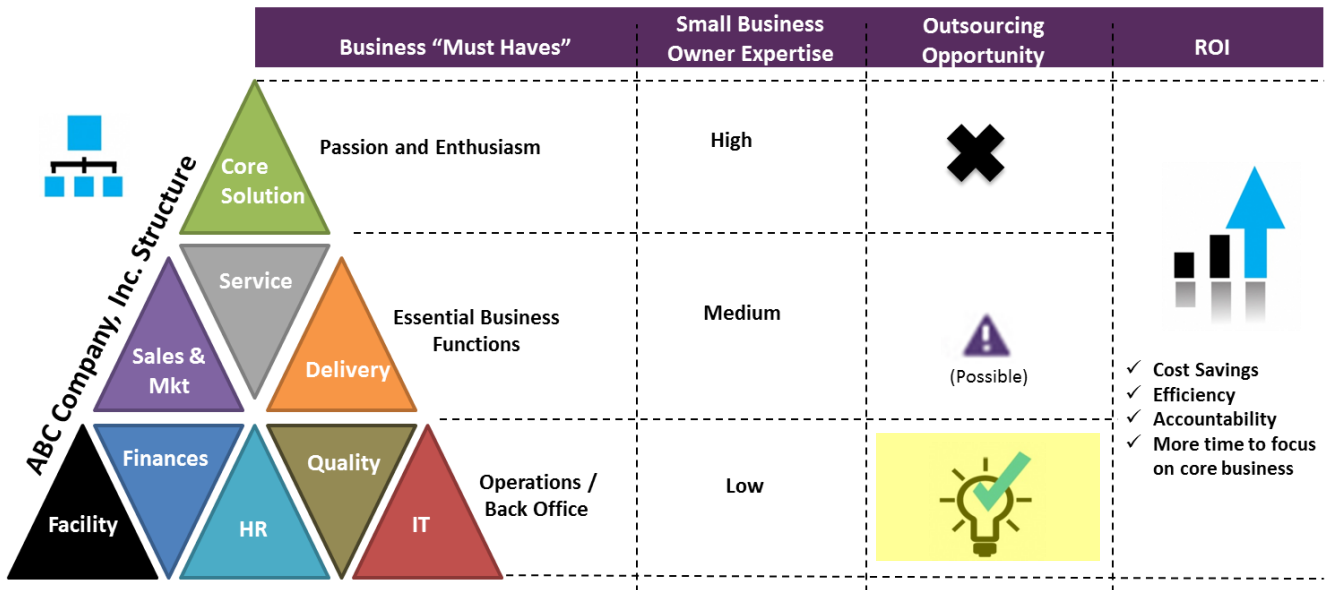 Business “Must Haves”
Small Business
Owner Expertise
Outsourcing
Opportunity
ROI
ABC Company, Inc. Structure
Core
Solution
Passion and Enthusiasm
High
Service
Sales &
Mkt
Delivery
Essential Business
Functions
Medium
(Possible)
Facility
Finances
HR
Quality
IT
Operations /
Back Office
Low
✓ Cost Savings
✓ Efficiency
✓ Accountability
✓ More time to focus
on core business